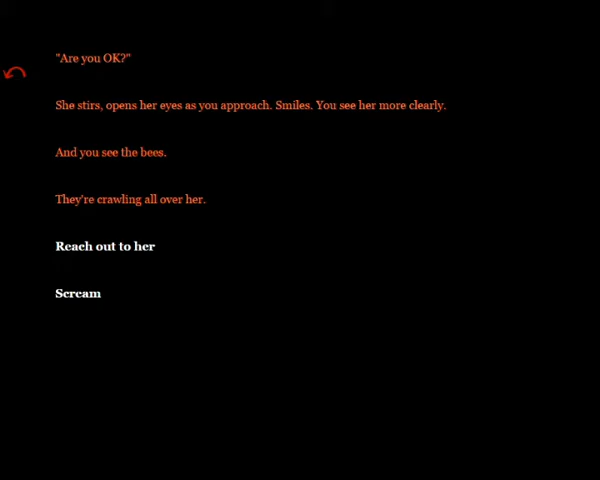 "Are you OK?"
She stirs, opens her eyes as you approach. Smiles. You see her more clearly.
And you see the bees.
They're crawling all over her.
Reach out to her
Scream